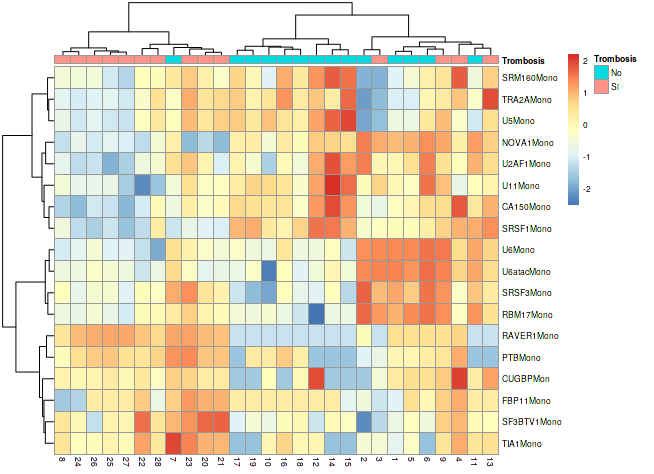 Trombosis
SRM160Mono
TRA2AMono
U5Mono
NOVA1Mono
U2AF1Mono
U11Mono
CA150Mono
SRSF1Mono
U6Mono
U6atacMono
SRSF3Mono
RBM17Mono
RAVER1Mono
PTBMono
CUGBPMon
FBP11Mono
SF3BTV1Mono
TIA1Mono
8 24 26 25 27 22 28 7 23 20 21 17 19 10 16 18 12 14 15 2 3 1 5 6 9 4 11 13
2
1
0
-1
-2
Trombosis
No
SI